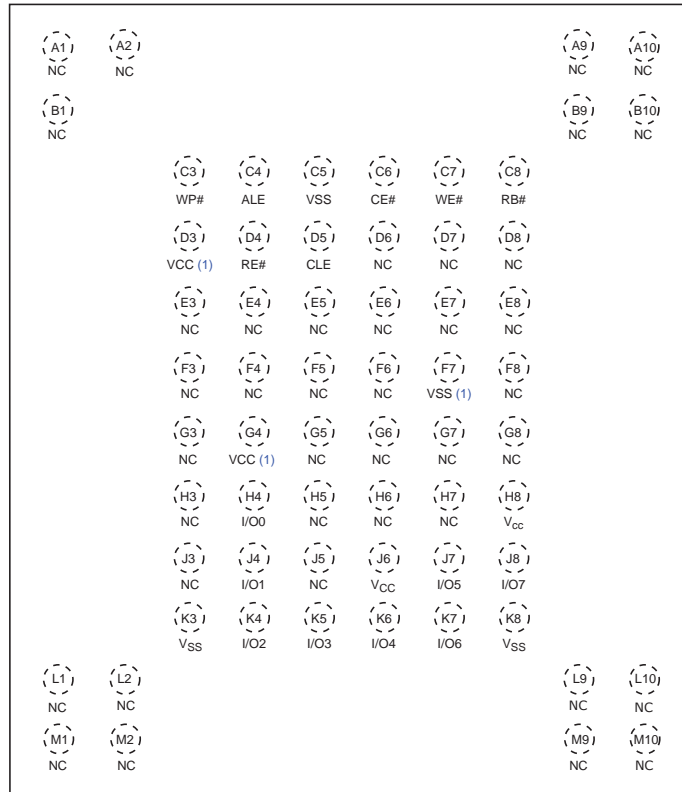 A1 A2 A9 A10
NC NC NC NC
B1 B9 B10
NC NC NC
C3 C4 C5 C6 C7 C8
WP# ALE VSS CE# WE# RB#
D3 D4 D5 D6 D7 D8
VCC (1) RE# CLE NC NC NC
E3 E4 E5 E6 E7 E8
NC NC NC NC NC NC
F3 F4 F5 F6 F7 F8
NC NC NC NC VSS (1) NC
G3 G4 G5 G6 G7 G8
NC VCC (1) NC NC NC NC
H3 H4 H5 H6 H7 H8
NC I/O0 NC NC NC Vcc
J3 J4 J5 J6 J7 J8
NC I/O1 NC VCC I/O5 I/O7
K3 K4 K5 K6 K7 K8
VSS I/O2 I/O3 I/O4 I/O6 VSS
L1 L2 L9 L10
NC NC NC NC
M1 M2 M9 M10
NC NC NC NC